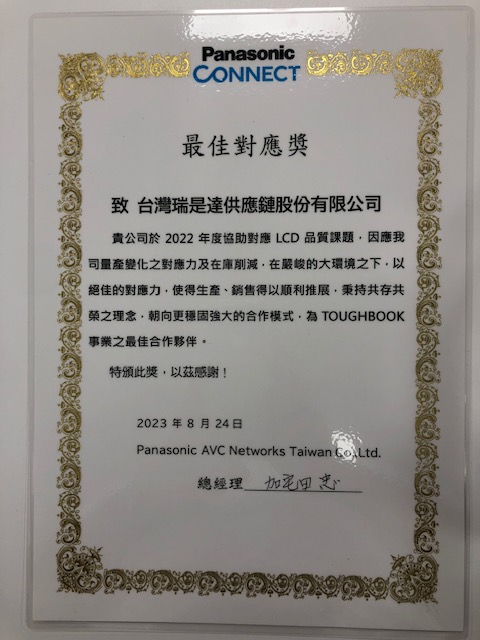 Panasonic
CONNECT
最佳對應獎
致 台灣瑞是達供應鏈股份有限公司
貴公司於 2022 年度協助對應 LCD 品質課題，因應我
司量產變化之對應力及在庫削減，在嚴峻的大環境之下，以
絕佳的對應力，使得生產、銷售得以順利推展，秉持共存共
榮之理念，朝向更穩固強大的合作模式，為 TOUGHBOOK
事業之最佳合作夥伴。
特頒此獎，以茲感謝！
2023 年 8 月 24 日
Panasonic AVC Networks Taiwan Co.,Ltd.
總經理 加宅田 忠